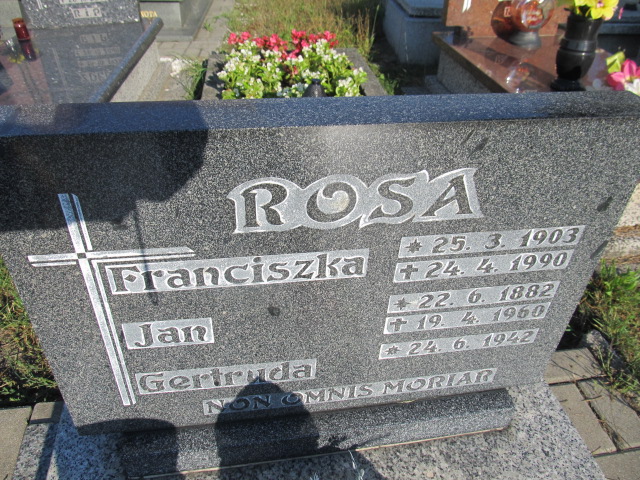 ROSA
Franciszka * 25. 3. 1903
✝ 24. 4. 1990
Jan * 22. 6. 1882
✝ 19. 4. 1960
Gertruda * 24. 6. 1942
NON OMNIS MORIAR